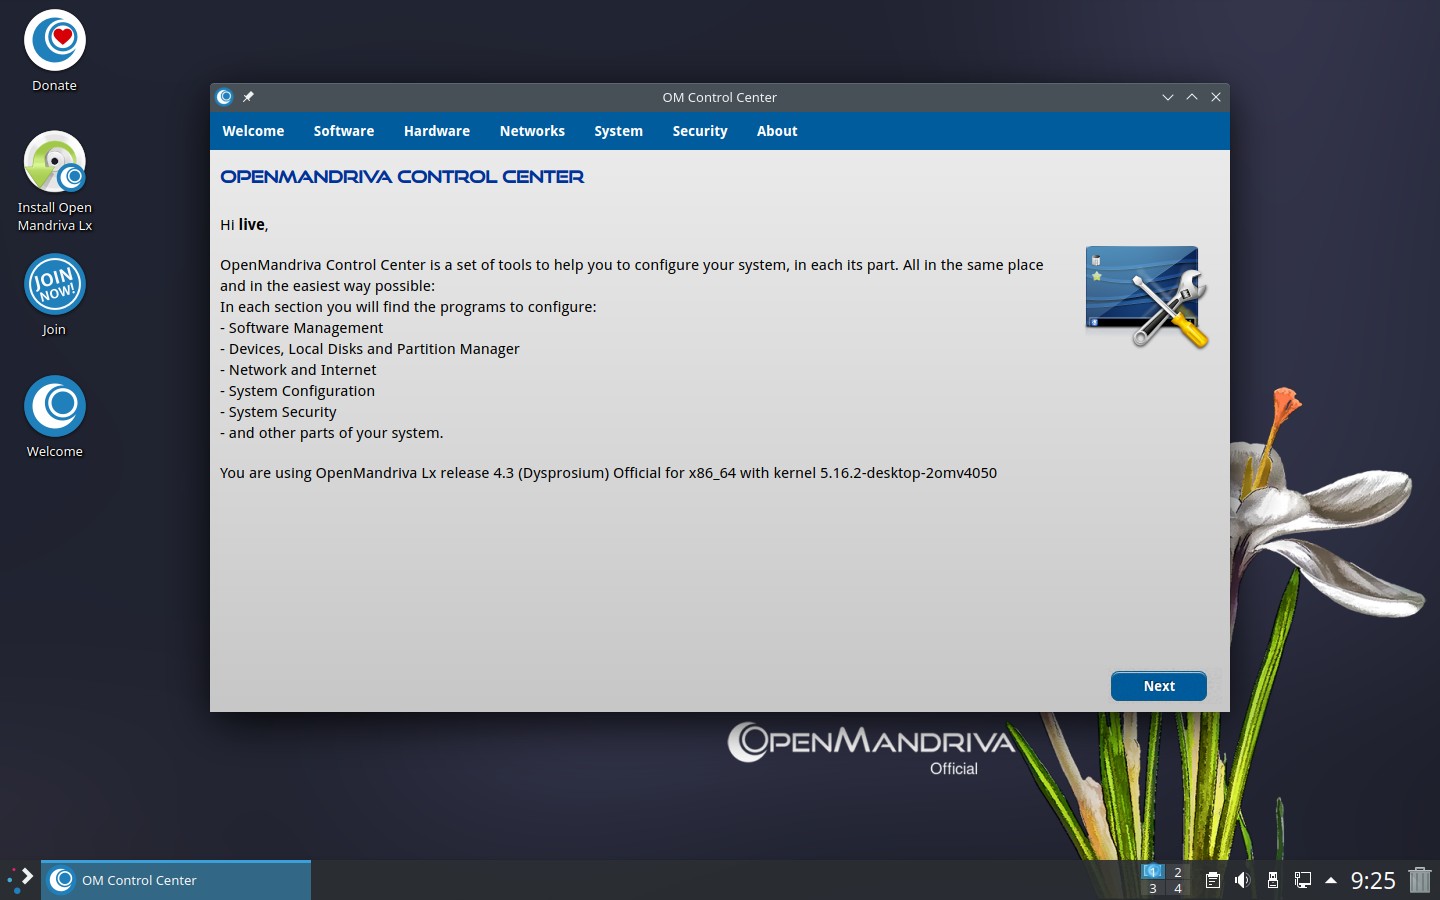 Donate
Install Open
Mandriva Lx
JOIN
NOW!
Join
Welcome
OM Control Center
Welcome Software Hardware Networks System Security About
OPENMANDRIVA CONTROL CENTER
Hi live,
OpenMandriva Control Center is a set of tools to help you to configure your system, in each its part. All in the same place
and in the easiest way possible:
In each section you will find the programs to configure:
- Software Management
- Devices, Local Disks and Partition Manager
- Network and Internet
- System Configuration
- System Security
- and other parts of your system.
You are using OpenMandriva Lx release 4.3 (Dysprosium) Official for x86_64 with kernel 5.16.2-desktop-2omv4050
Next
OPENMANDRIVA
Official
OM Control Center
1 2
3 4
9:25